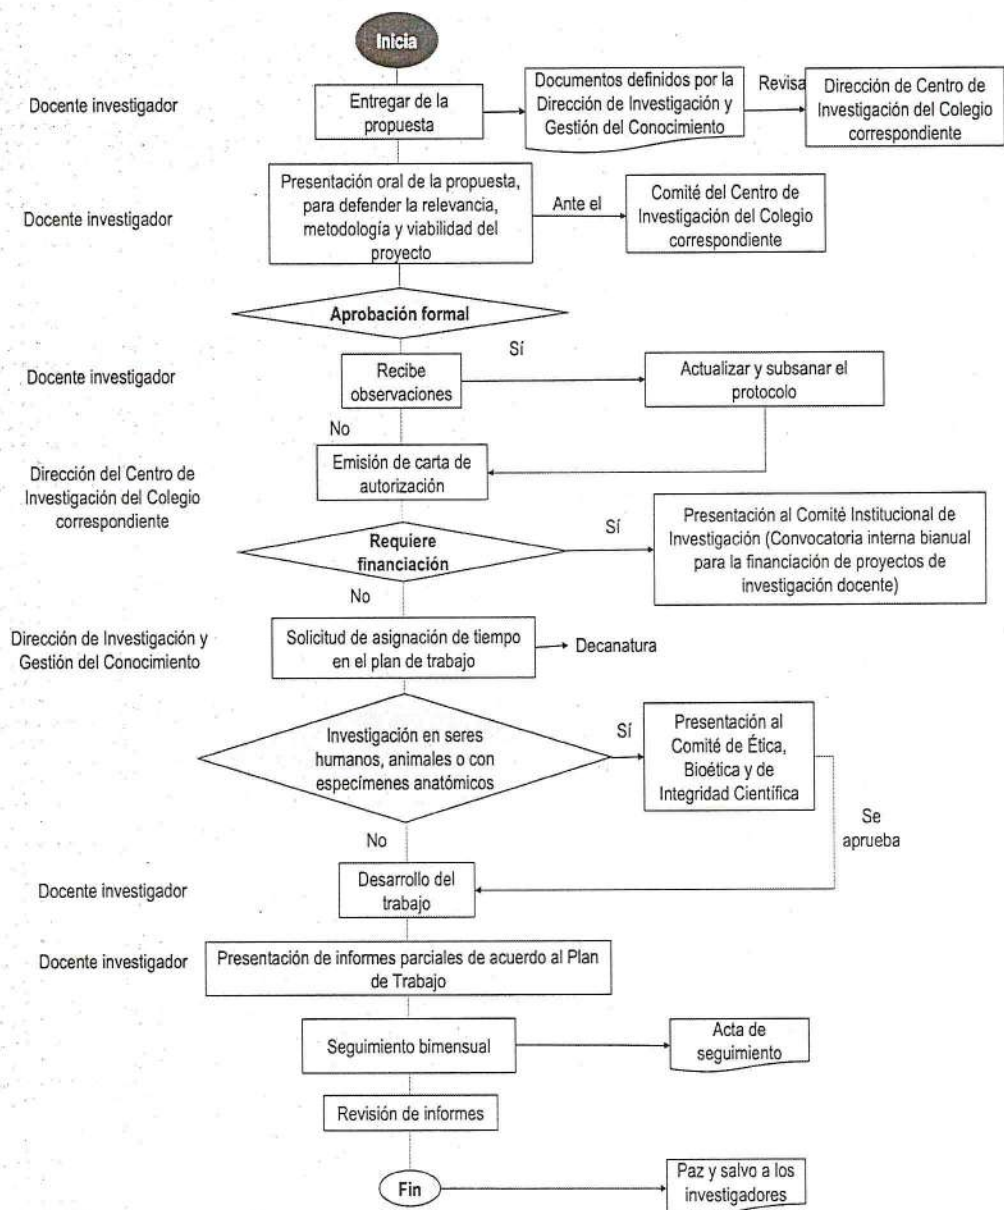 Inicia
Docente investigador
Entregar de la
propuesta
Documentos definidos por la
Dirección de Investigación y
Gestión del Conocimiento
Revisa
Dirección de Centro de
Investigación del Colegio
correspondiente
Docente investigador
Presentación oral de la propuesta,
para defender la relevancia,
metodología y viabilidad del
proyecto
Ante el
Comité del Centro de
Investigación del Colegio
correspondiente
Aprobación formal
Docente investigador
Recibe
observaciones
Sí
Actualizar y subsanar el
protocolo
No
Dirección del Centro de
Investigación del Colegio
correspondiente
Emisión de carta de
autorización
Requiere
financiación
Sí
Presentación al Comité Institucional de
Investigación (Convocatoria interna bianual
para la financiación de proyectos de
investigación docente)
No
Dirección de Investigación y
Gestión del Conocimiento
Solicitud de asignación de tiempo
en el plan de trabajo
Decanatura
Investigación en seres
humanos, animales o con
especímenes anatómicos
Sí
Presentación al
Comité de Ética,
Bioética y de
Integridad Científica
Se
aprueba
No
Docente investigador
Desarrollo del
trabajo
Docente investigador
Presentación de informes parciales de acuerdo al Plan
de Trabajo
Seguimiento bimensual
Acta de
seguimiento
Revisión de informes
Fin
Paz y salvo a los
investigadores